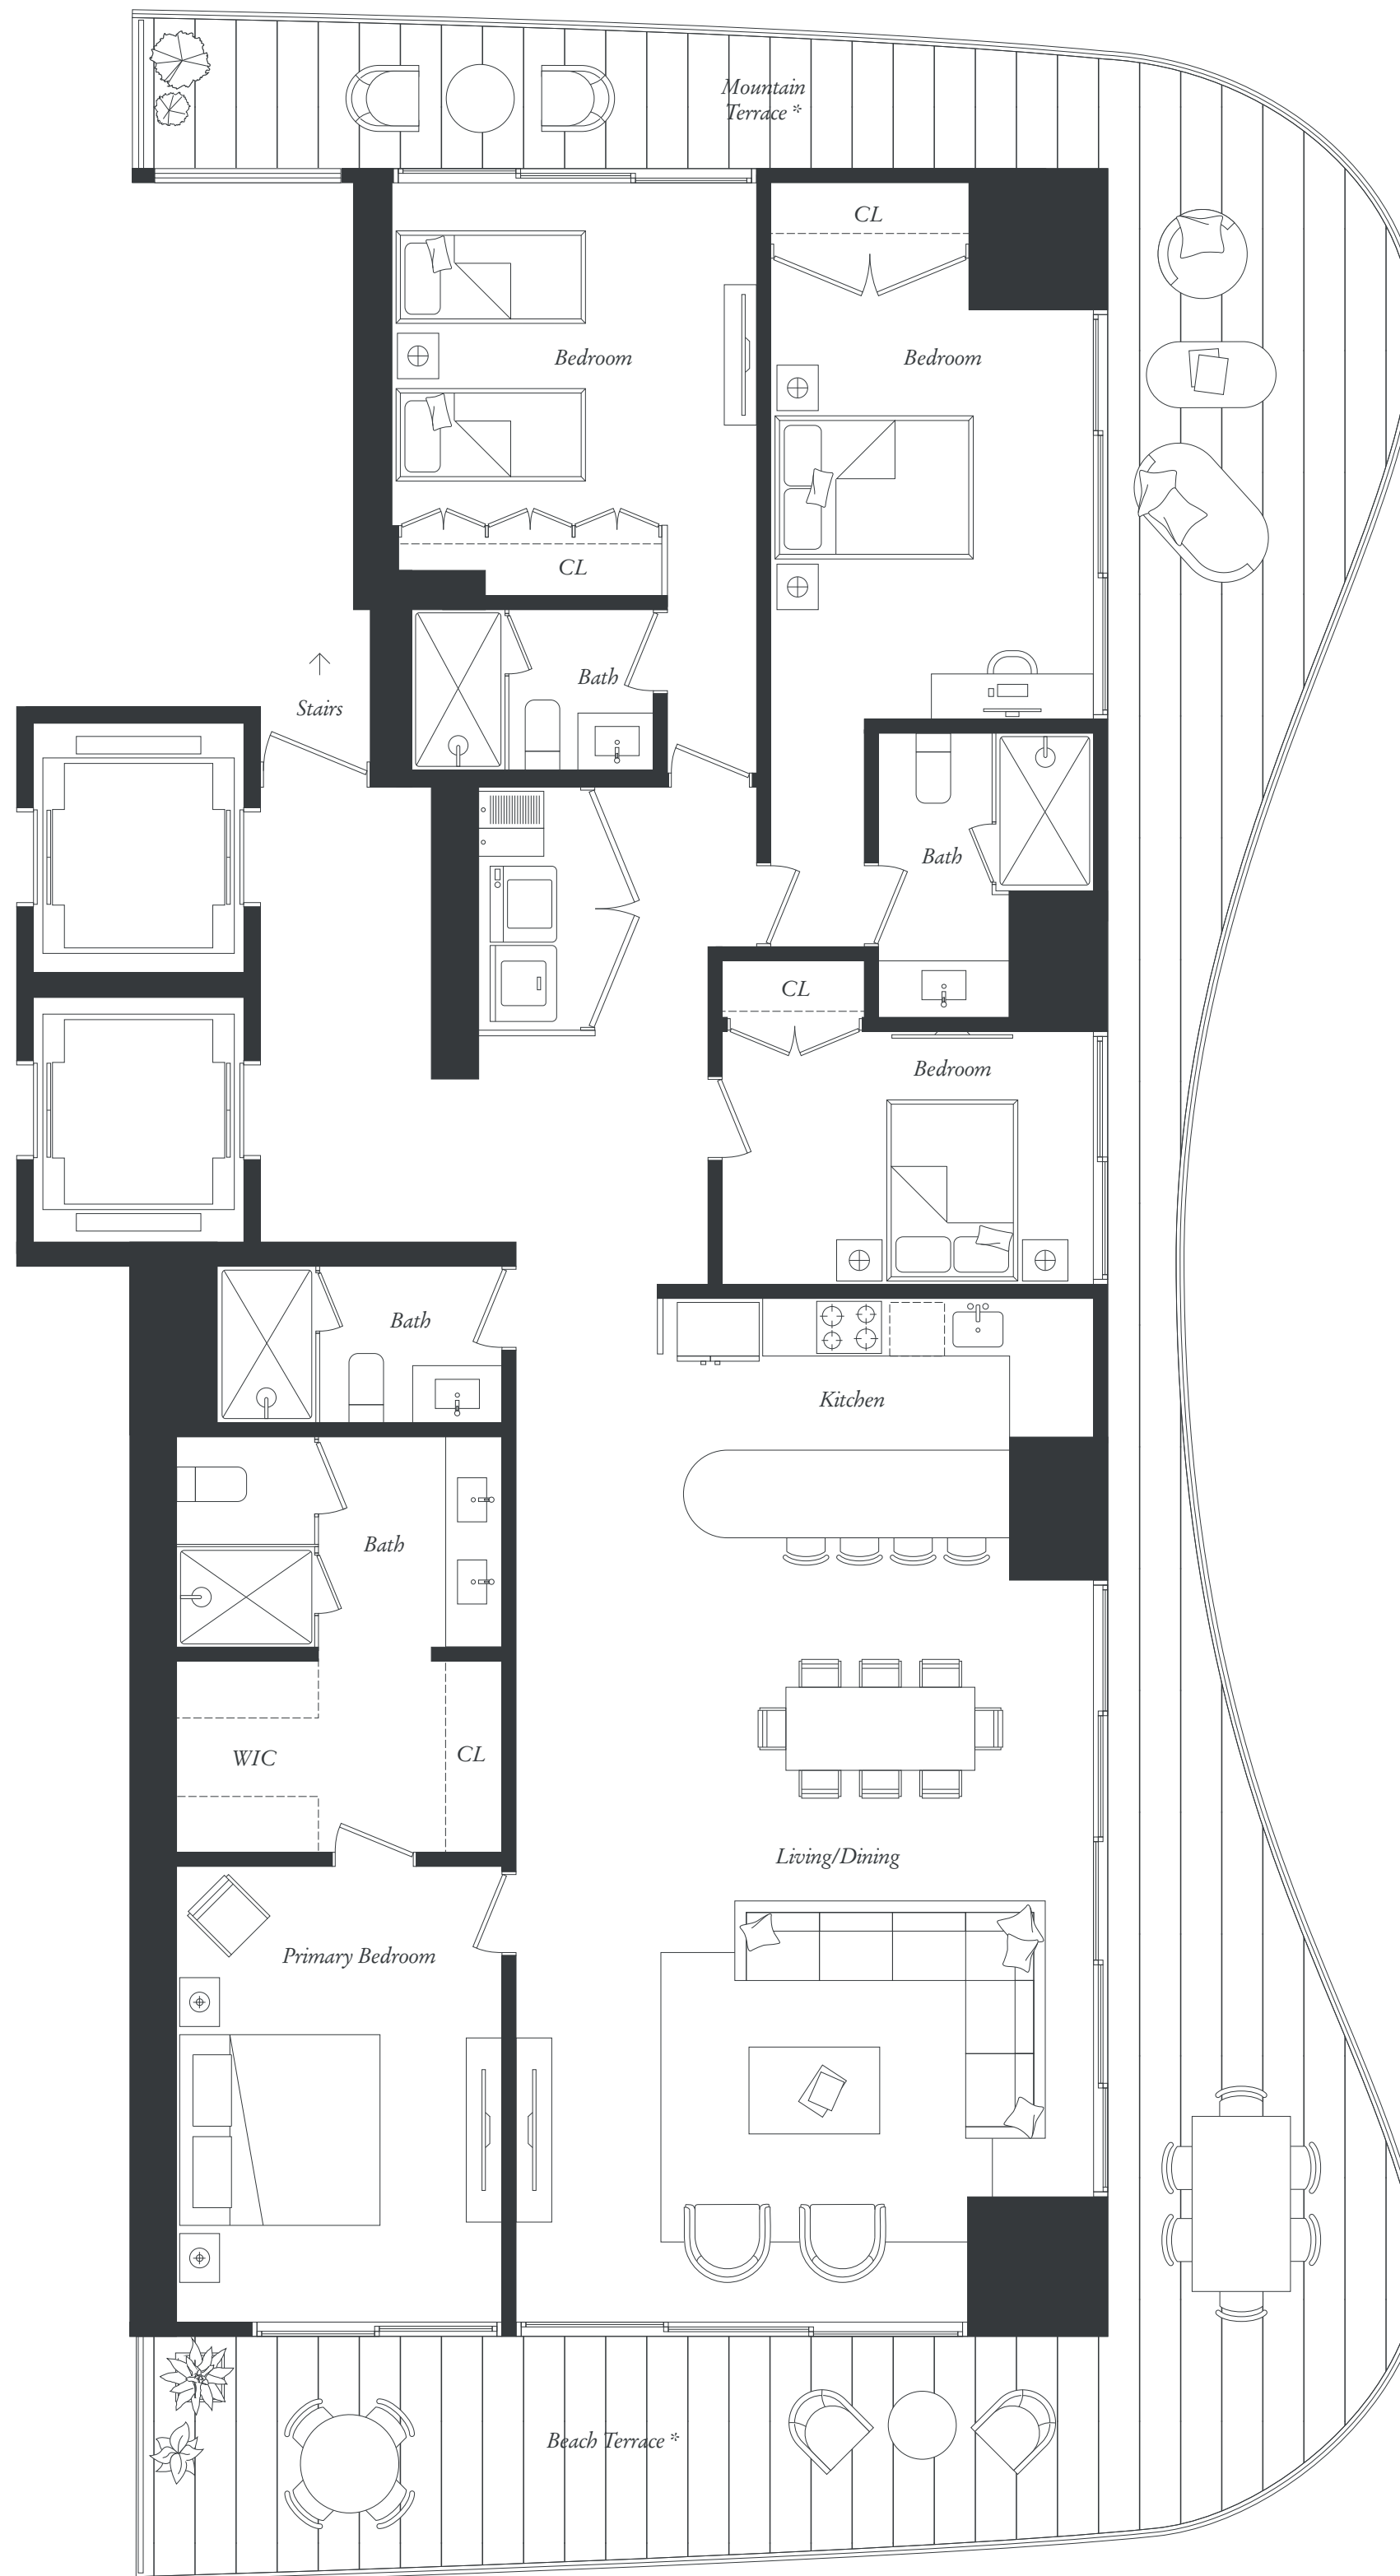 Mountain
Terrace *
CL
Bedroom
Bedroom
CL
Bath
Stairs
Bath
CL
Bedroom
Bath
Kitchen
Bath
WIC
CL
Living/Dining
Primary Bedroom
Beach Terrace *